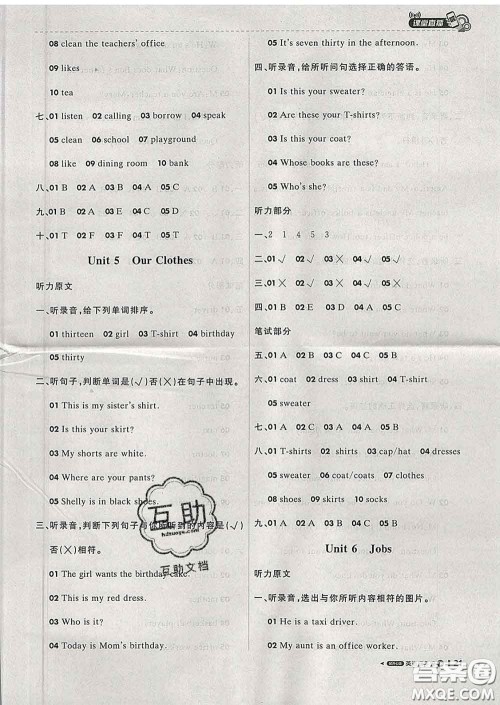 课堂直播
08 clean the teachers' office
09 likes
10 tea
七、01 listen 02 calling 03 borrow 04 speak
05 clean 06 school 07 playground
08 like 09 dining room 10 bank
八、01 B 02 A 03 B 04 A 05 C
九、01 B 02 A 03 A 04 B 05 A
十、01 T 02 F 03 F 04 F 05 T
Unit 5 Our Clothes
听力原文
一、听录音,给下列单词排序。
01 thirteen 02 girl 03 T-shirt 04 birthday
05 thirty
二、听句子,判断单词是(√)否(×)在句子中出现。
01 This is my sister's shirt.
02 Is this your skirt?
03 My shorts are white.
04 Where are your pants?
05 Shelly is in black shoes.
三、听录音,判断下列句子与你所听到的内容是(√)
否(×)相符。
01 The girl wants the birthday cake.
02 This is my red dress.
03 Who is it?
04 Today is Mom's birthday.
05 It's seven thirty in the afternoon.
四、听录音,给所听问句选择正确的答语。
01 Is this your sweater?
02 Are these your T-shirts?
03 Is this your coat?
04 Whose books are these?
05 Who's she?
听力部分
一、2 1 4 5 3
二、01 √ 02 √ 03 × 04 √ 05 √
三、01 √ 02 √ 03 × 04 √ 05 ×
四、01 A 02 B 03 A 04 B 05 B
笔试部分
五、01 A 02 B 03 A 04 B 05 A
六、01 coat 02 dress 03 T-shirt 04 shirt
05 sweater
七、01 B 02 A 03 C 04 B 05 C
八、01 T-shirts 02 shirts 03 cap/hat 04 dresses
05 sweater 06 coat/coats 07 dress/clothes
08 shoes 09 skirts 10 socks
九、01 A 02 C 03 C 04 B 05 A
Unit 6 Jobs
听力原文
一、听录音,选出与你所听内容相符的图片。
01 He is a taxi driver.
02 My aunt is an office worker.
互助
互助文档
答案圈
MXQE.COM